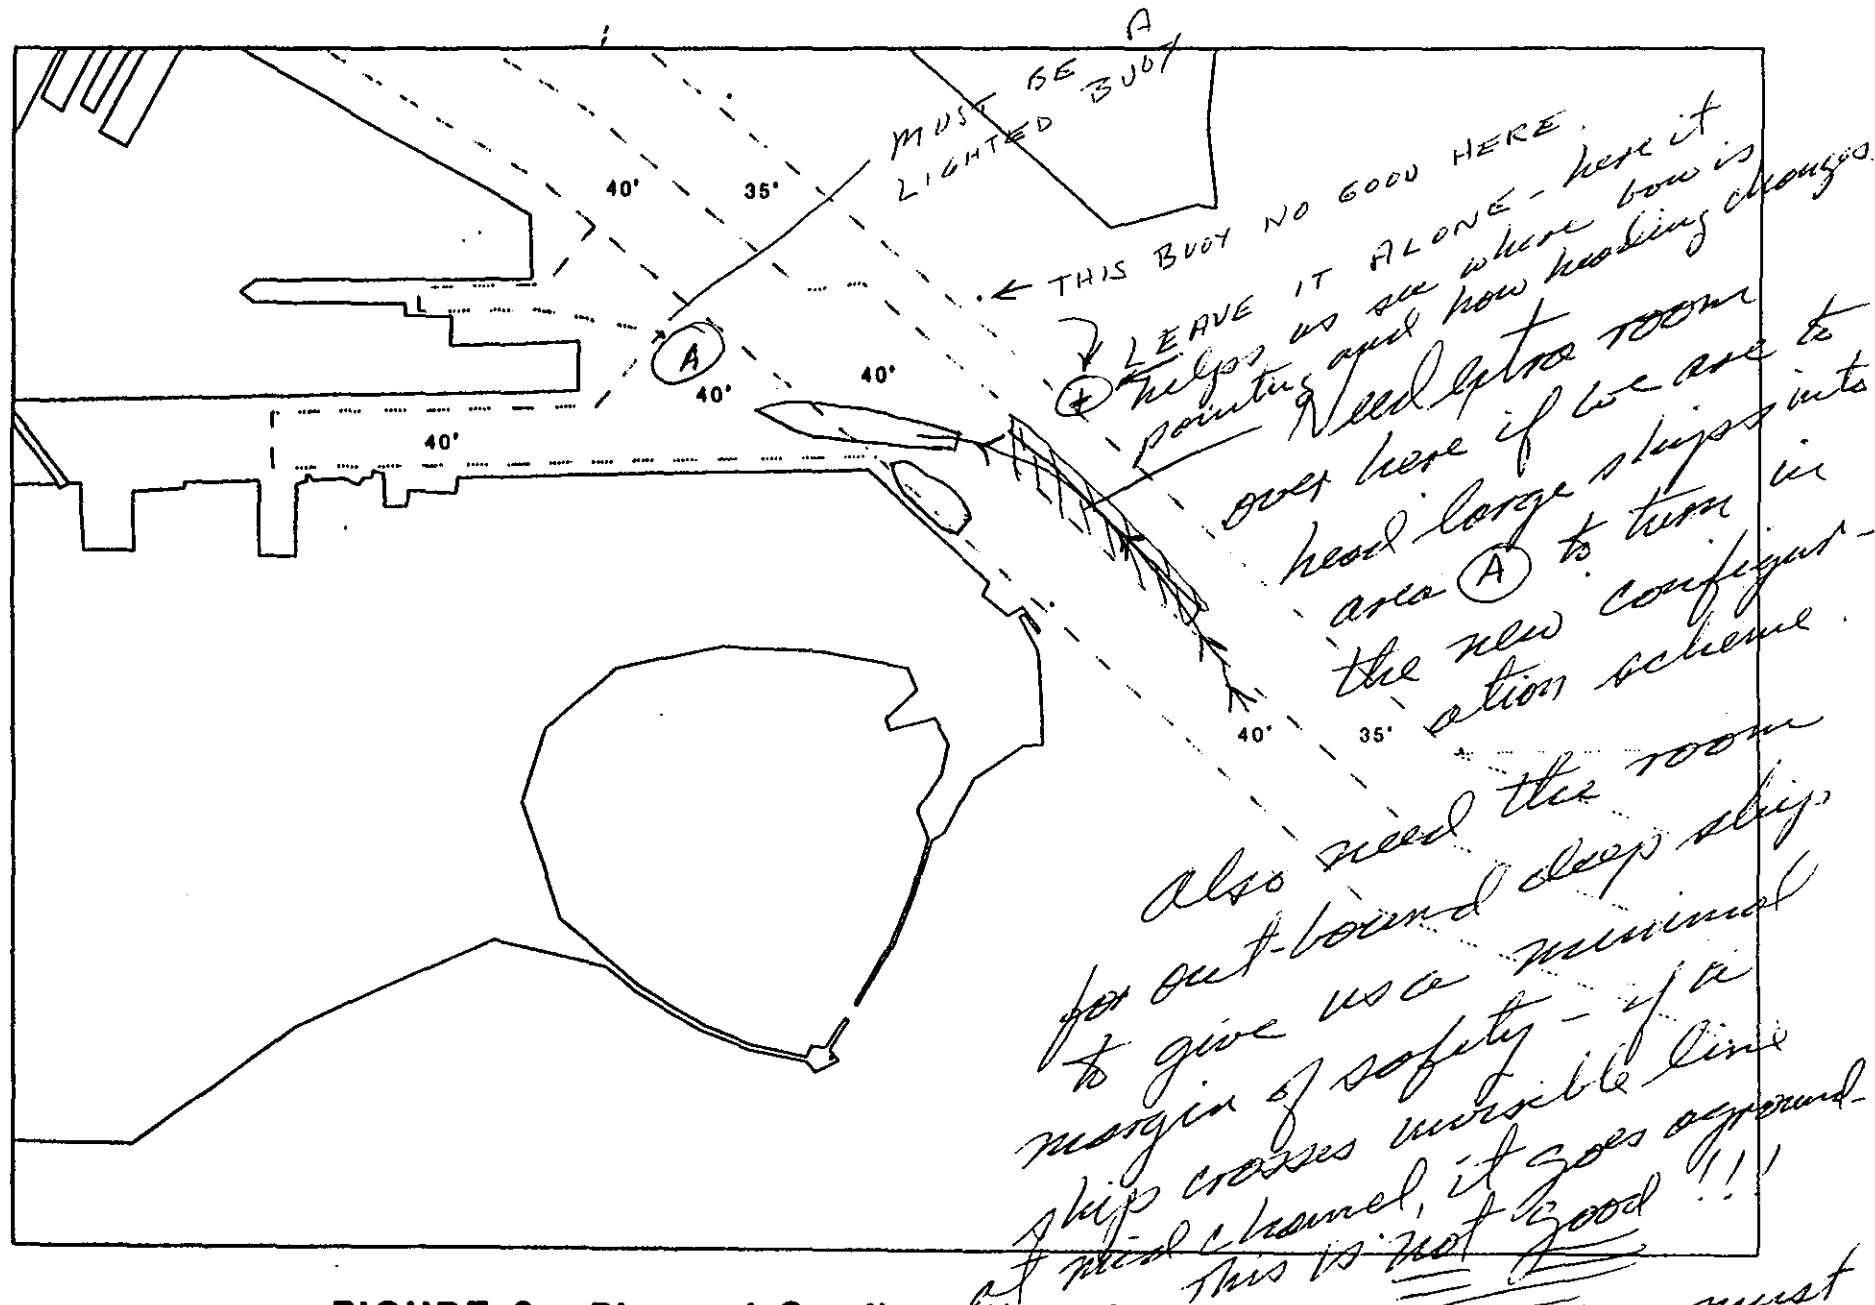 MUST BE A
LIGHTED BUOY
← THIS BUOY NO GOOD HERE.
LEAVE IT ALONE - here it
helps us see where bow is
pointing and how heading changes.
Need extra room
over here if we are to
head large ships into
area A to turn in
the new configur-
ation scheme.
also need the room
for out-bound deep ship
to give us a minimal
margin of safety - if a
ship crosses invisible line
at mid channel, it goes aground-
This is not good!!!
must
40'
35'
A
40'
40'
40'
40'
35'
FIGURE